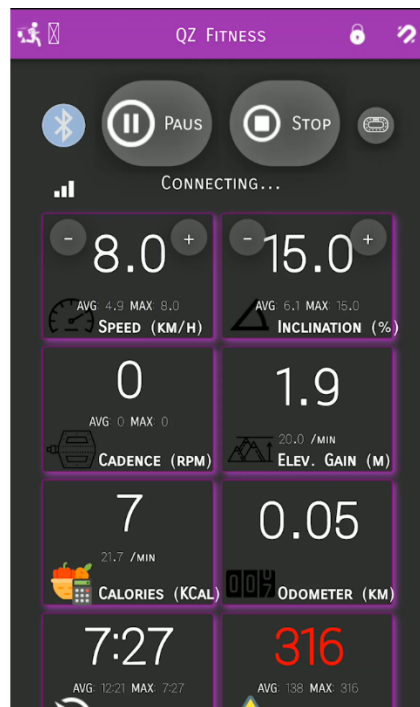 QZ Fitness
Paus
Stop
Connecting...
- 8.0 +
AVG: 4.9 MAX: 8.0
Speed (km/h)
- 15.0 +
AVG: 6.1 MAX: 15.0
Inclination (%)
0
AVG: 0 MAX: 0
Cadence (rpm)
1.9
20.0 /min
Elev. Gain (m)
7
21.7 /min
Calories (KCal)
0.05
Odometer (km)
7:27
AVG: 12:21 MAX: 7:27
316
AVG: 138 MAX: 316